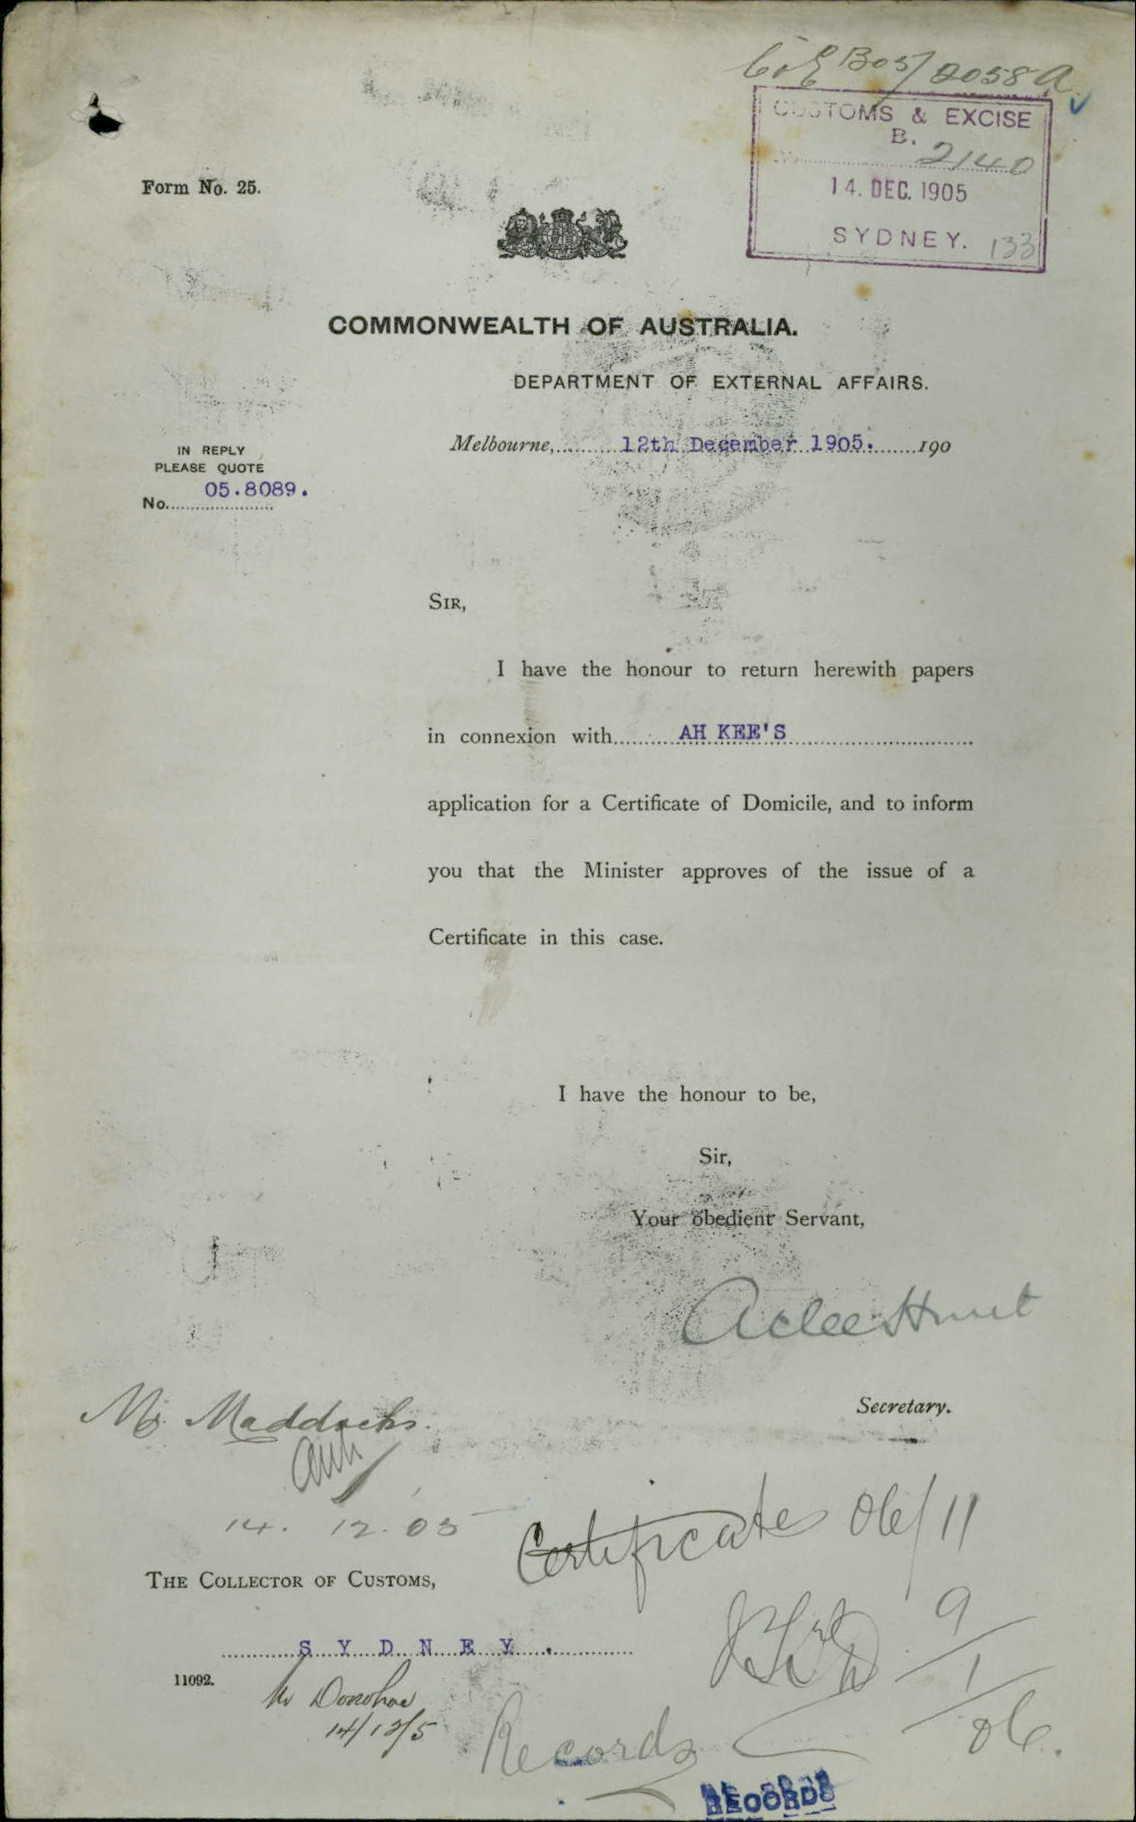 C & E B05/2058A
CUSTOMS & EXCISE
B.
2140
14. DEC. 1905
SYDNEY. 133
Form No. 25.
COMMONWEALTH OF AUSTRALIA.
DEPARTMENT OF EXTERNAL AFFAIRS.
Melbourne, 12th December 1905. 190
IN REPLY
PLEASE QUOTE
No. 05.8089.
SIR,
I have the honour to return herewith papers
in connexion with AH KEE'S
application for a Certificate of Domicile, and to inform
you that the Minister approves of the issue of a
Certificate in this case.
I have the honour to be,
Sir,
Your obedient Servant,
Atlee Hunt
Secretary.
Mr. Maddocks.
14. 12. 05
Certificate 06/11
THE COLLECTOR OF CUSTOMS,
SYDNEY.
9/1/06.
11092.
Mr Donohoe
14/12/5
Records
RECORDS